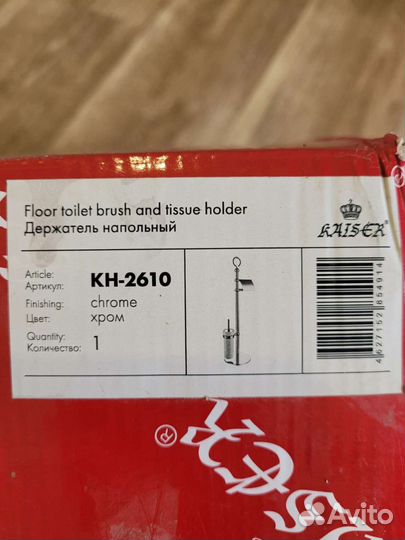 Floor toilet brush and tissue holder
Держатель напольный
KAISER
Article:
Артикул:
KH-2610
Finishing:
Цвет:
chrome
хром
Quantity:
Количество:
1
4627152854914
®
Avito